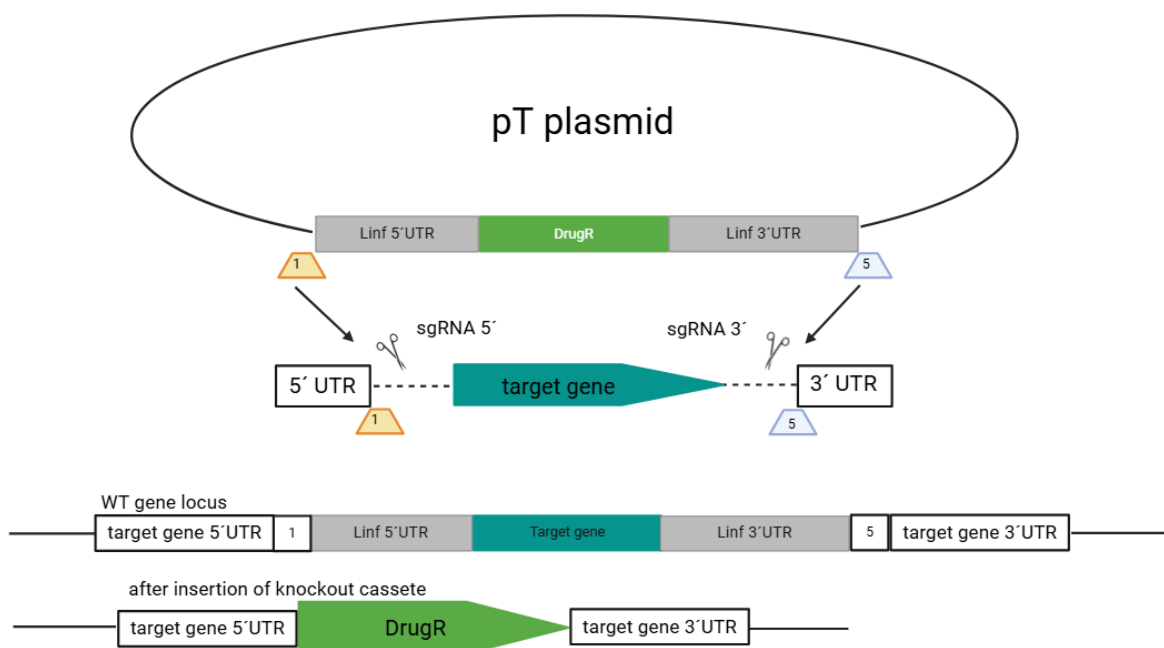 pT plasmid
Linf 5´UTR DrugR Linf 3´UTR
1 5
sgRNA 5´ sgRNA 3´
5´ UTR target gene 3´ UTR
1 5
WT gene locus
target gene 5´UTR 1 Linf 5´UTR Target gene Linf 3´UTR 5 target gene 3´UTR
after insertion of knockout cassete
target gene 5´UTR DrugR target gene 3´UTR